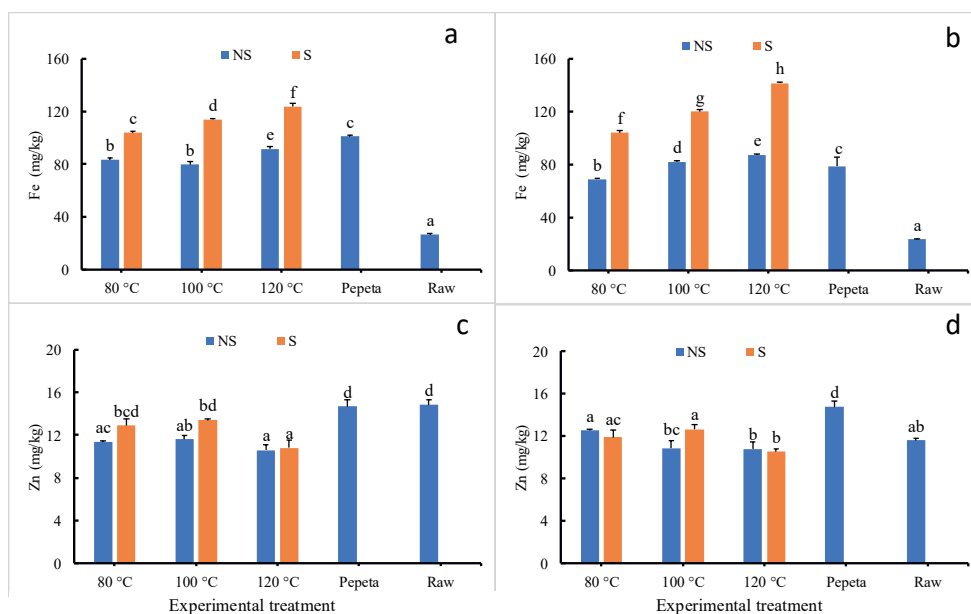 a
NS S
160
120
80
40
0
Fe (mg/kg)
b c b d e f c a
80 °C 100 °C 120 °C Pepeta Raw
b
NS S
160
120
80
40
0
Fe (mg/kg)
b f d g e h c a
80 °C 100 °C 120 °C Pepeta Raw
c
NS S
20
16
12
8
4
0
Zn (mg/kg)
ac bcd ab bd a a d d
80 °C 100 °C 120 °C Pepeta Raw
Experimental treatment
d
NS S
20
16
12
8
4
0
Zn (mg/kg)
a ac bc a b b d ab
80 °C 100 °C 120 °C Pepeta Raw
Experimental treatment